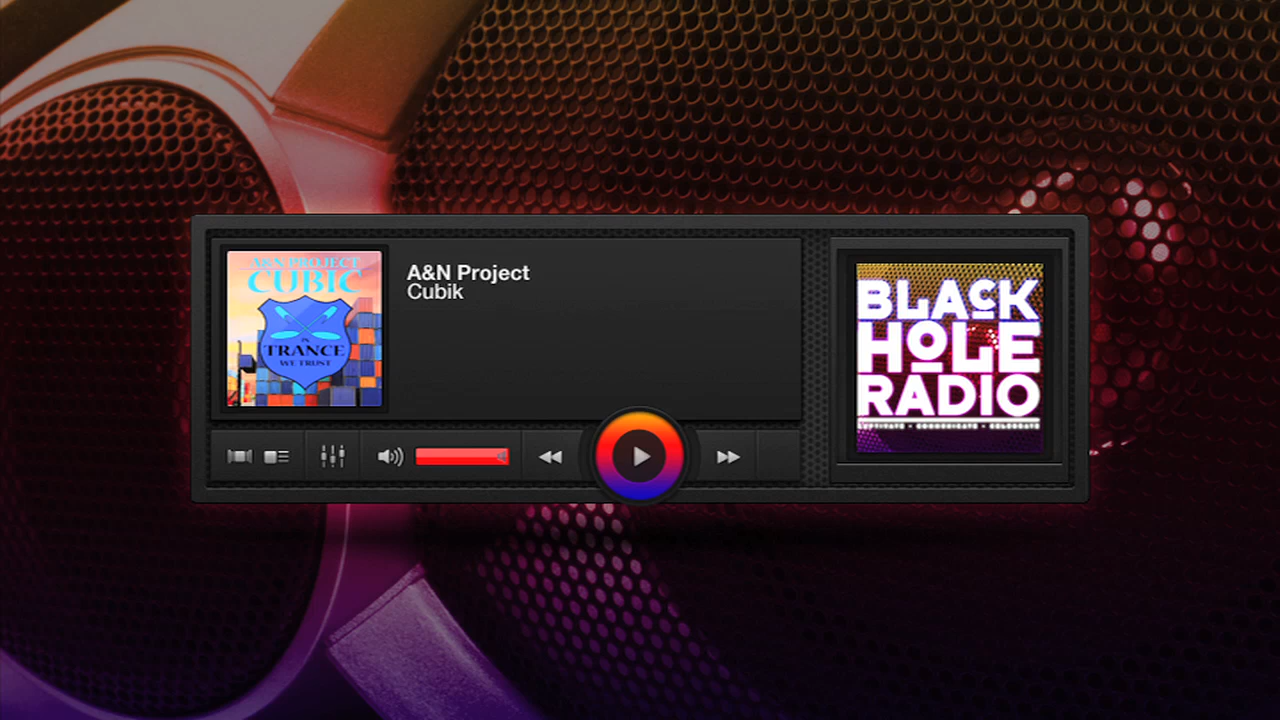 A&N PROJECT
CUBIC
IN
TRANCE
WE TRUST
A&N Project
Cubik
BLACK
HOLE
RADIO